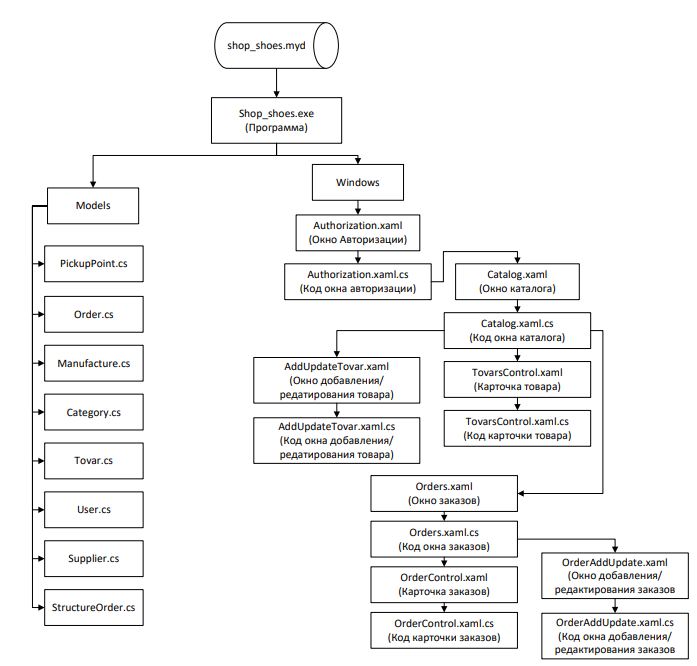 shop_shoes.myd
Shop_shoes.exe
(Программа)
Models
Windows
PickupPoint.cs
Order.cs
Manufacture.cs
Category.cs
Tovar.cs
User.cs
Supplier.cs
StructureOrder.cs
Authorization.xaml
(Окно Авторизации)
Authorization.xaml.cs
(Код окна авторизации)
Catalog.xaml
(Окно каталога)
Catalog.xaml.cs
(Код окна каталога)
AddUpdateTovar.xaml
(Окно добавления/
редатирования товара)
AddUpdateTovar.xaml.cs
(Код окна добавления/
редатирования товара)
TovarsControl.xaml
(Карточка товара)
TovarsControl.xaml.cs
(Код карточки товара)
Orders.xaml
(Окно заказов)
Orders.xaml.cs
(Код окна заказов)
OrderControl.xaml
(Карточка заказов)
OrderControl.xaml.cs
(Код карточки заказов)
OrderAddUpdate.xaml
(Окно добавления/
редактирования заказов
OrderAddUpdate.xaml.cs
(Код окна добавления/
редактирования заказов